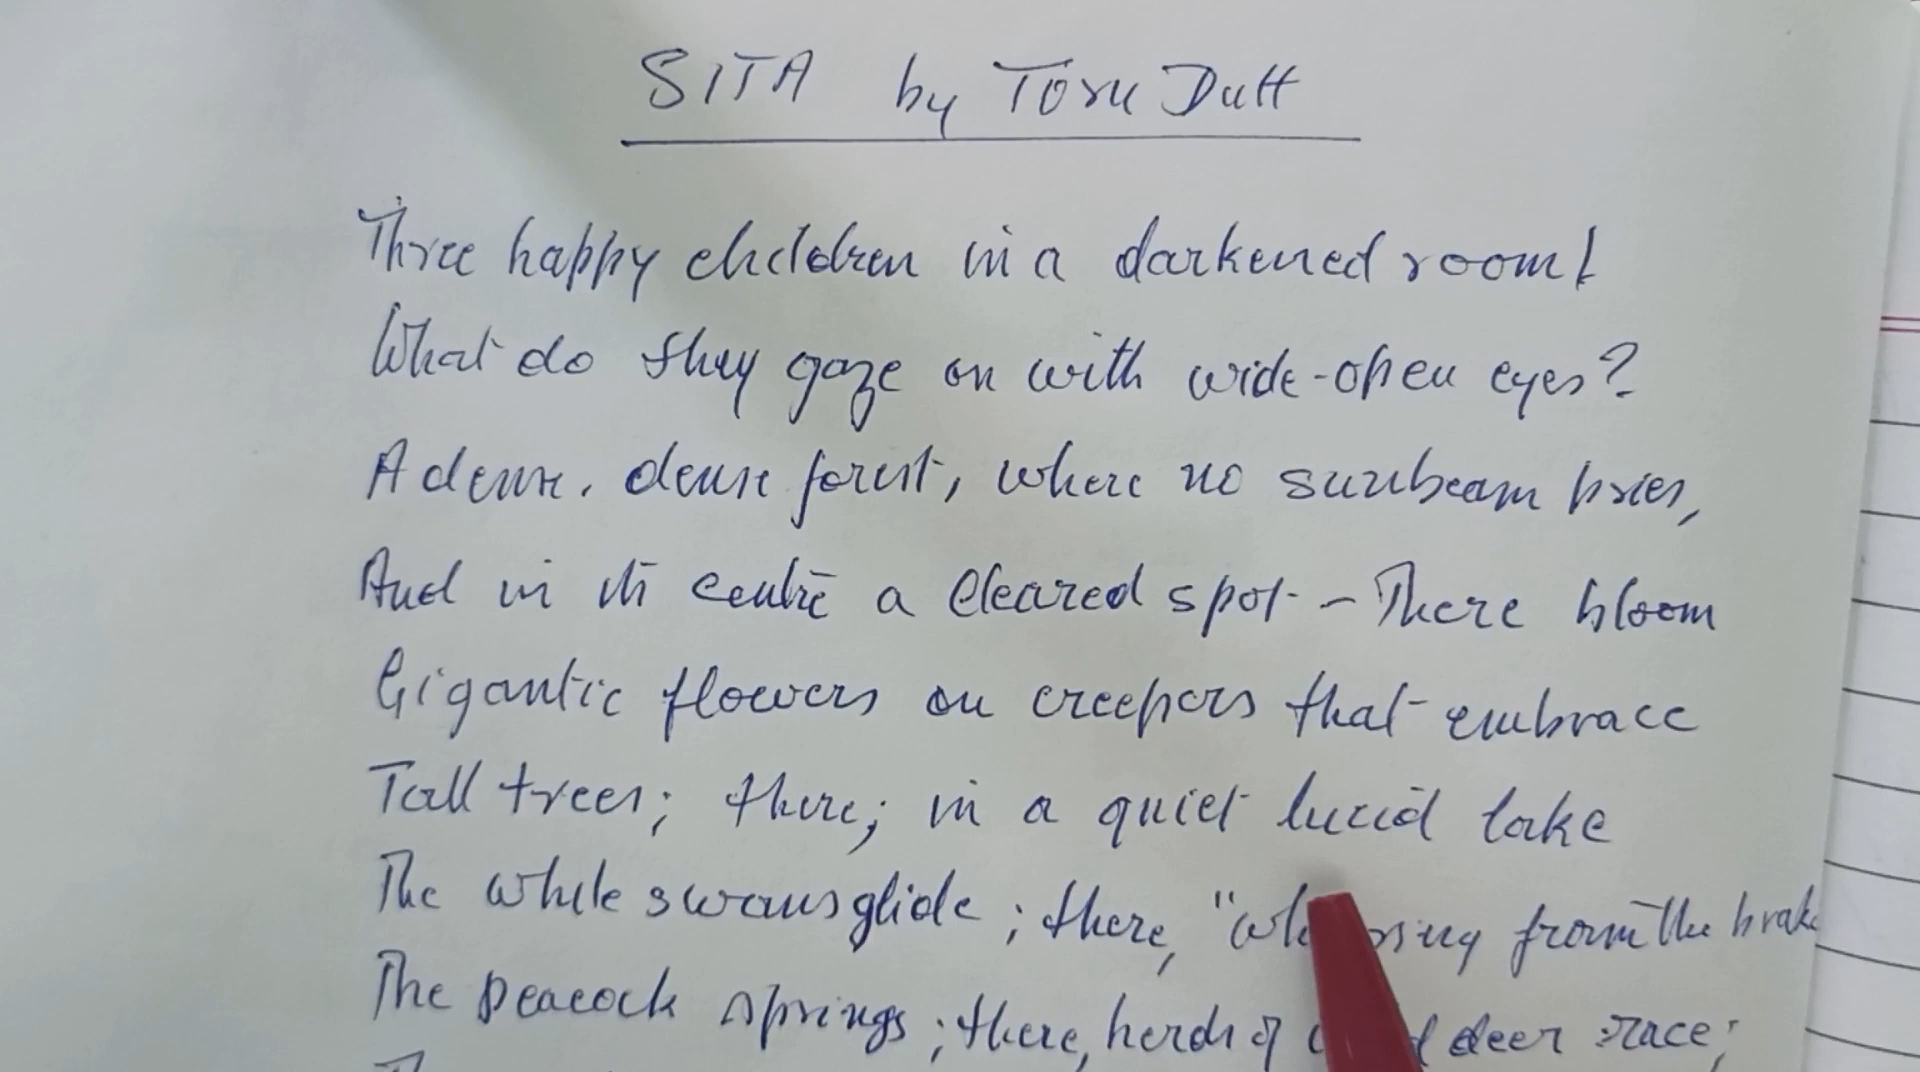 SITA by Toru Dutt
Three happy children in a darkened room!
What do they gaze on with wide-open eyes?
A dense, dense forest, where no sunbeam pries,
And in its centre a cleared spot - There bloom
Gigantic flowers on creepers that embrace
Tall trees; there; in a quiet lucid lake
The white swans glide; there, " from the brake
The peacock springs; there, herds of deer race;